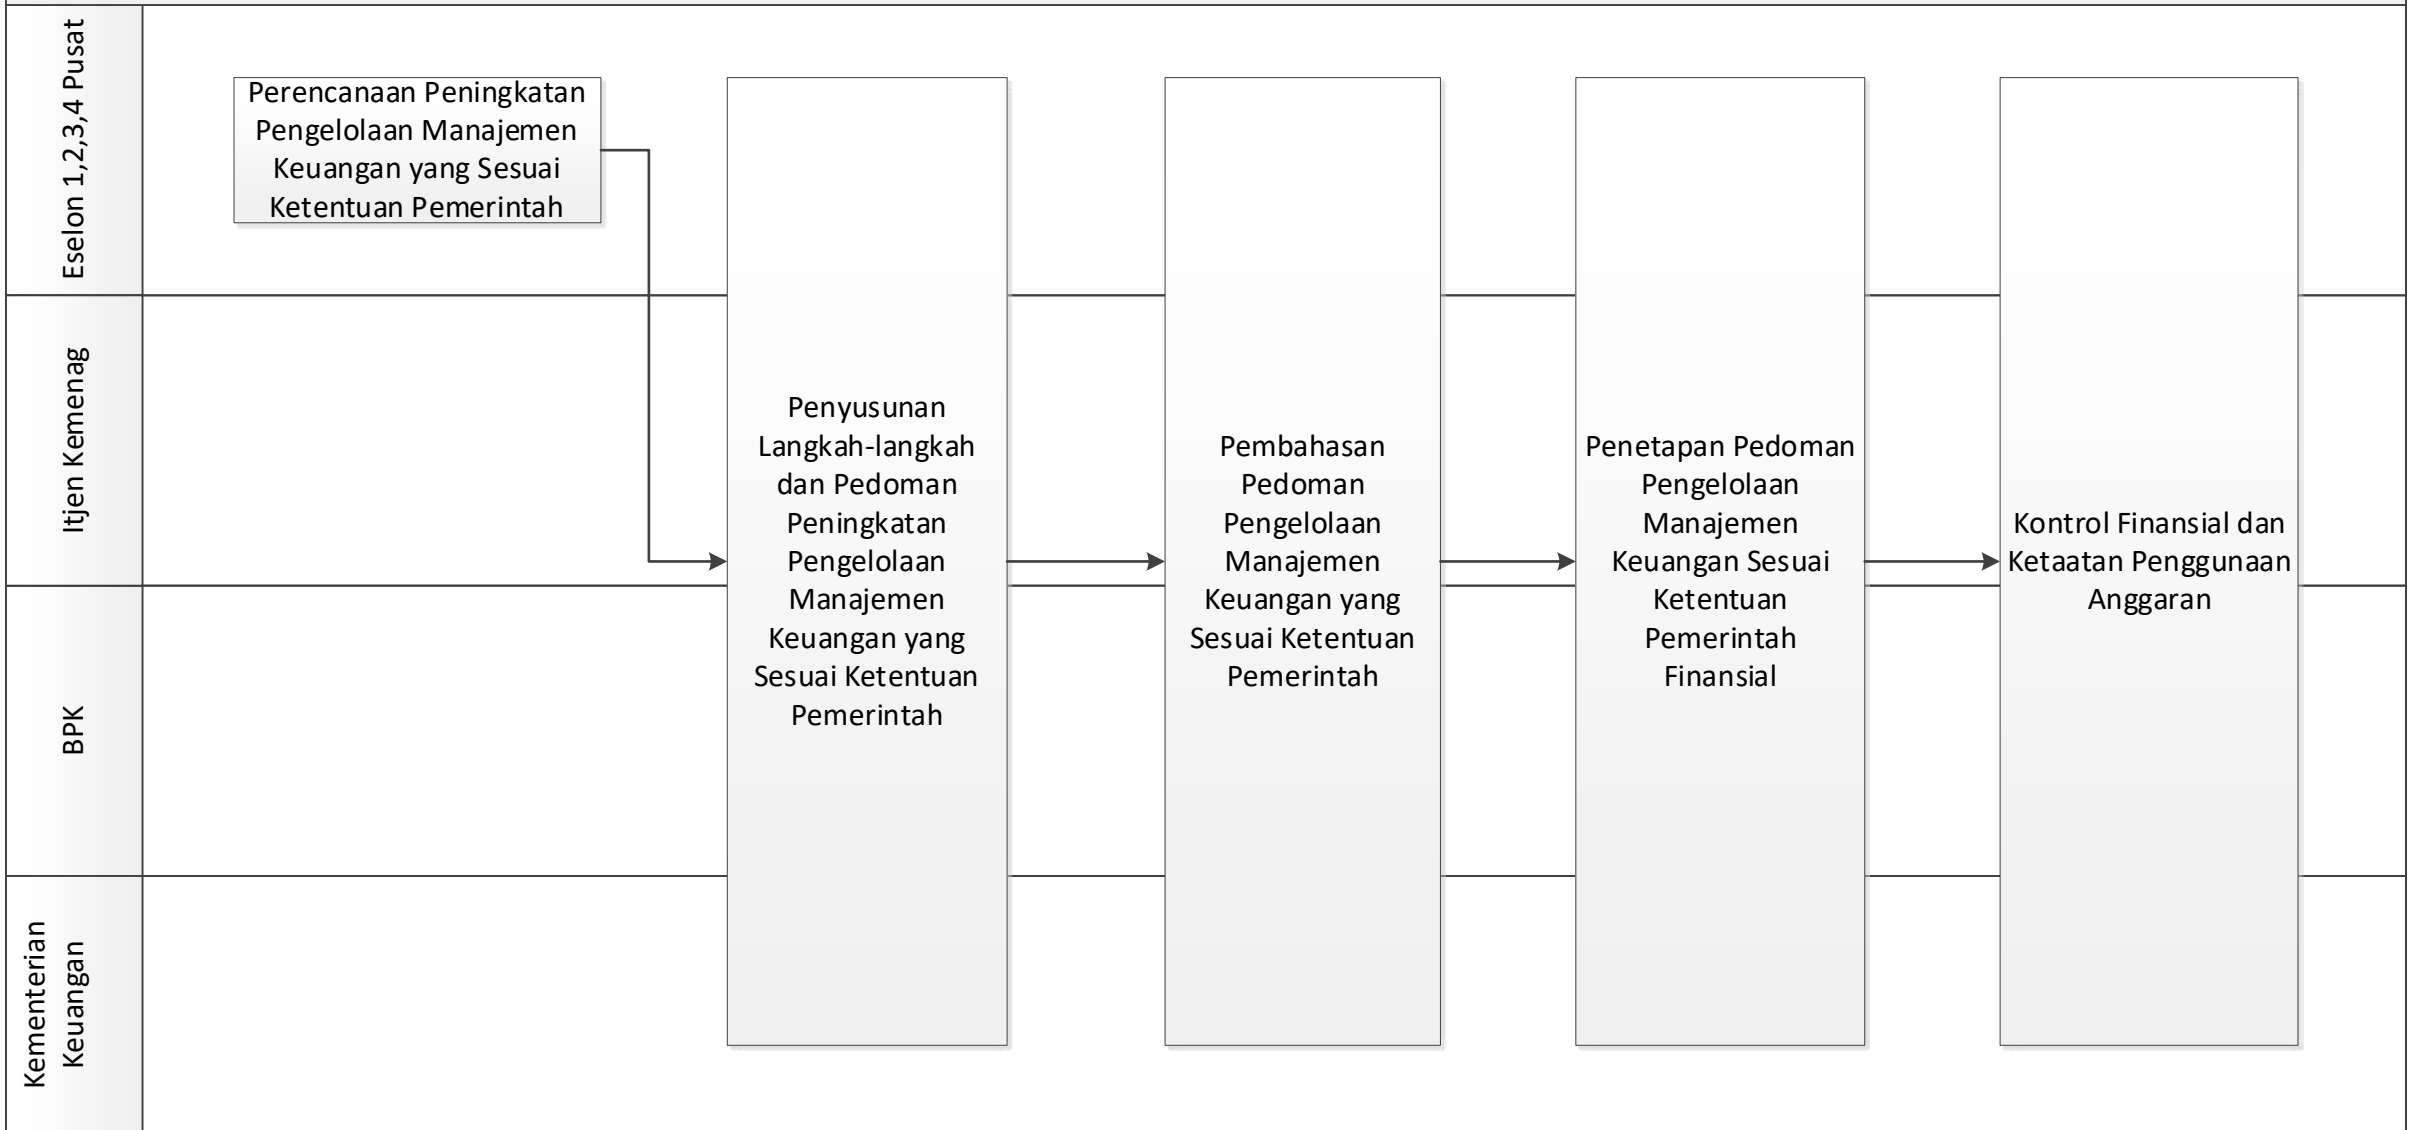 Eselon 1,2,3,4 Pusat
Perencanaan Peningkatan
Pengelolaan Manajemen
Keuangan yang Sesuai
Ketentuan Pemerintah
Itjen Kemenag
BPK
Kementerian
Keuangan
Penyusunan
Langkah-langkah
dan Pedoman
Peningkatan
Pengelolaan
Manajemen
Keuangan yang
Sesuai Ketentuan
Pemerintah
Pembahasan
Pedoman
Pengelolaan
Manajemen
Keuangan yang
Sesuai Ketentuan
Pemerintah
Penetapan Pedoman
Pengelolaan
Manajemen
Keuangan Sesuai
Ketentuan
Pemerintah
Finansial
Kontrol Finansial dan
Ketaatan Penggunaan
Anggaran